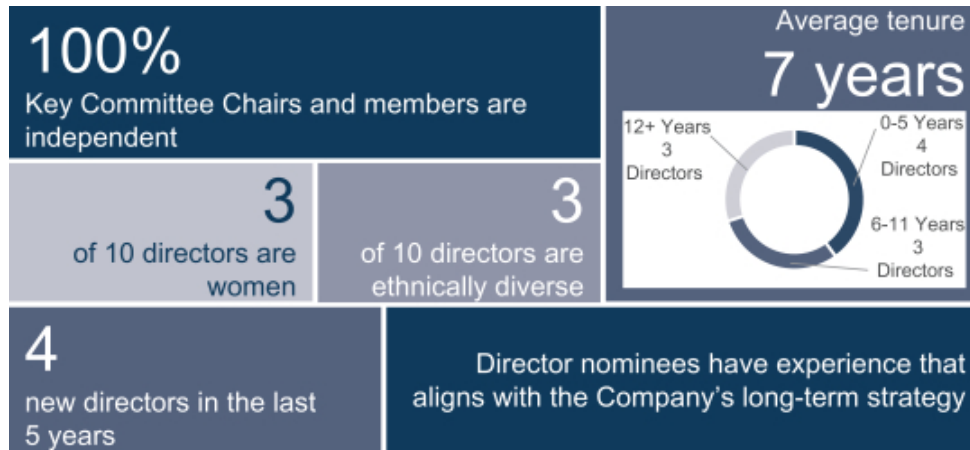 100%
Key Committee Chairs and members are
independent
Average tenure
7 years
12+ Years
3
Directors
0-5 Years
4
Directors
6-11 Years
3
Directors
3
of 10 directors are
women
3
of 10 directors are
ethnically diverse
4
new directors in the last
5 years
Director nominees have experience that
aligns with the Company’s long-term strategy